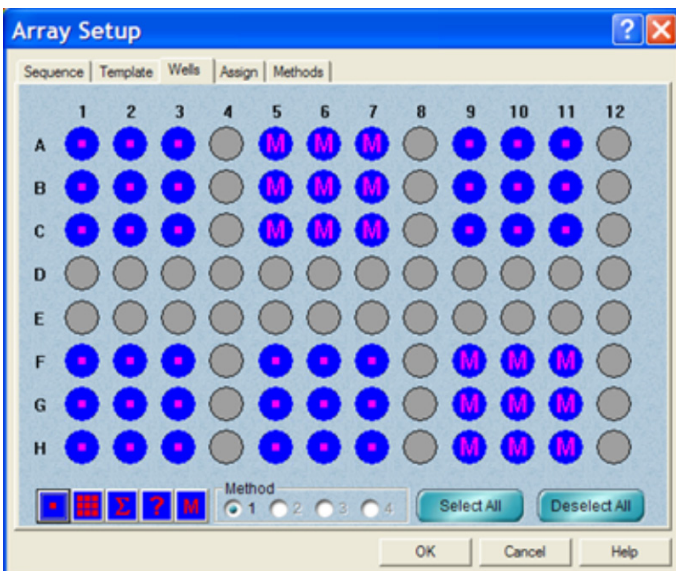 Array Setup
Sequence Template Wells Assign Methods
1 2 3 4 5 6 7 8 9 10 11 12
A M M M
B M M M
C M M M
D
E
F M M M
G M M M
H M M M
Σ ? M
Method
1 2 3 4
Select All Deselect All
OK Cancel Help